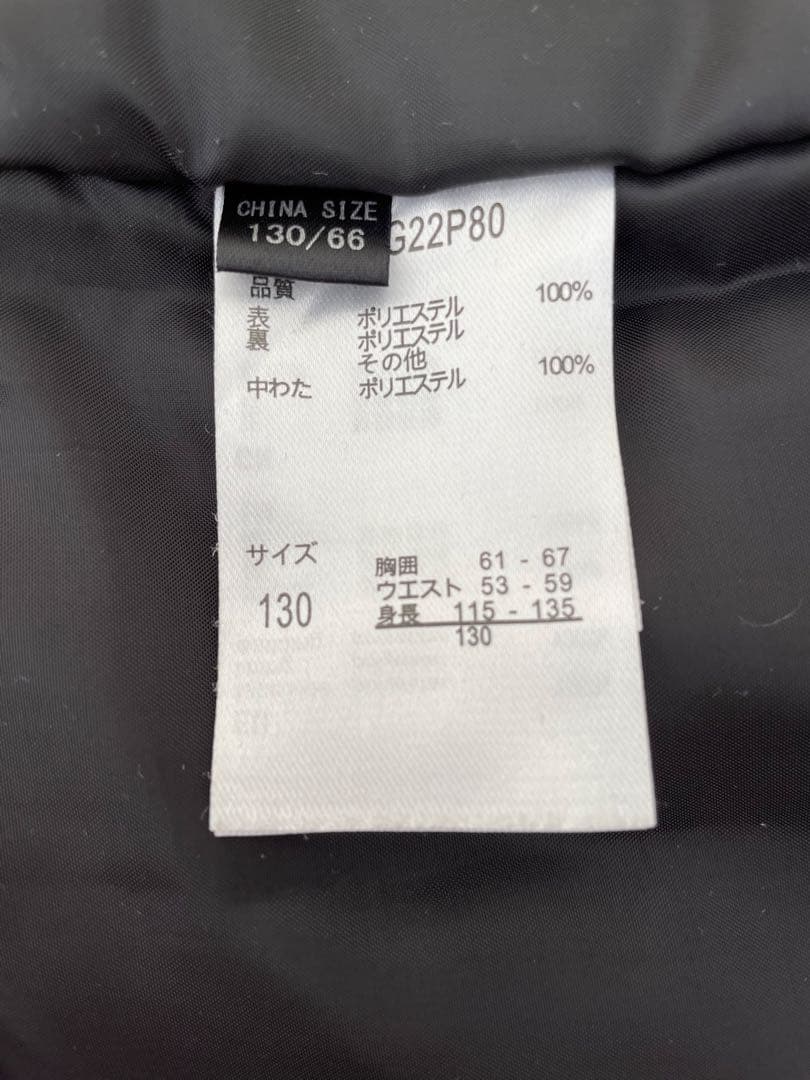 CHINA SIZE
130/66
G22P80
品質
表 ポリエステル 100%
裏 ポリエステル
その他
中わた ポリエステル 100%
サイズ
130
胸囲 61 - 67
ウエスト 53 - 59
身長 115 - 135
130